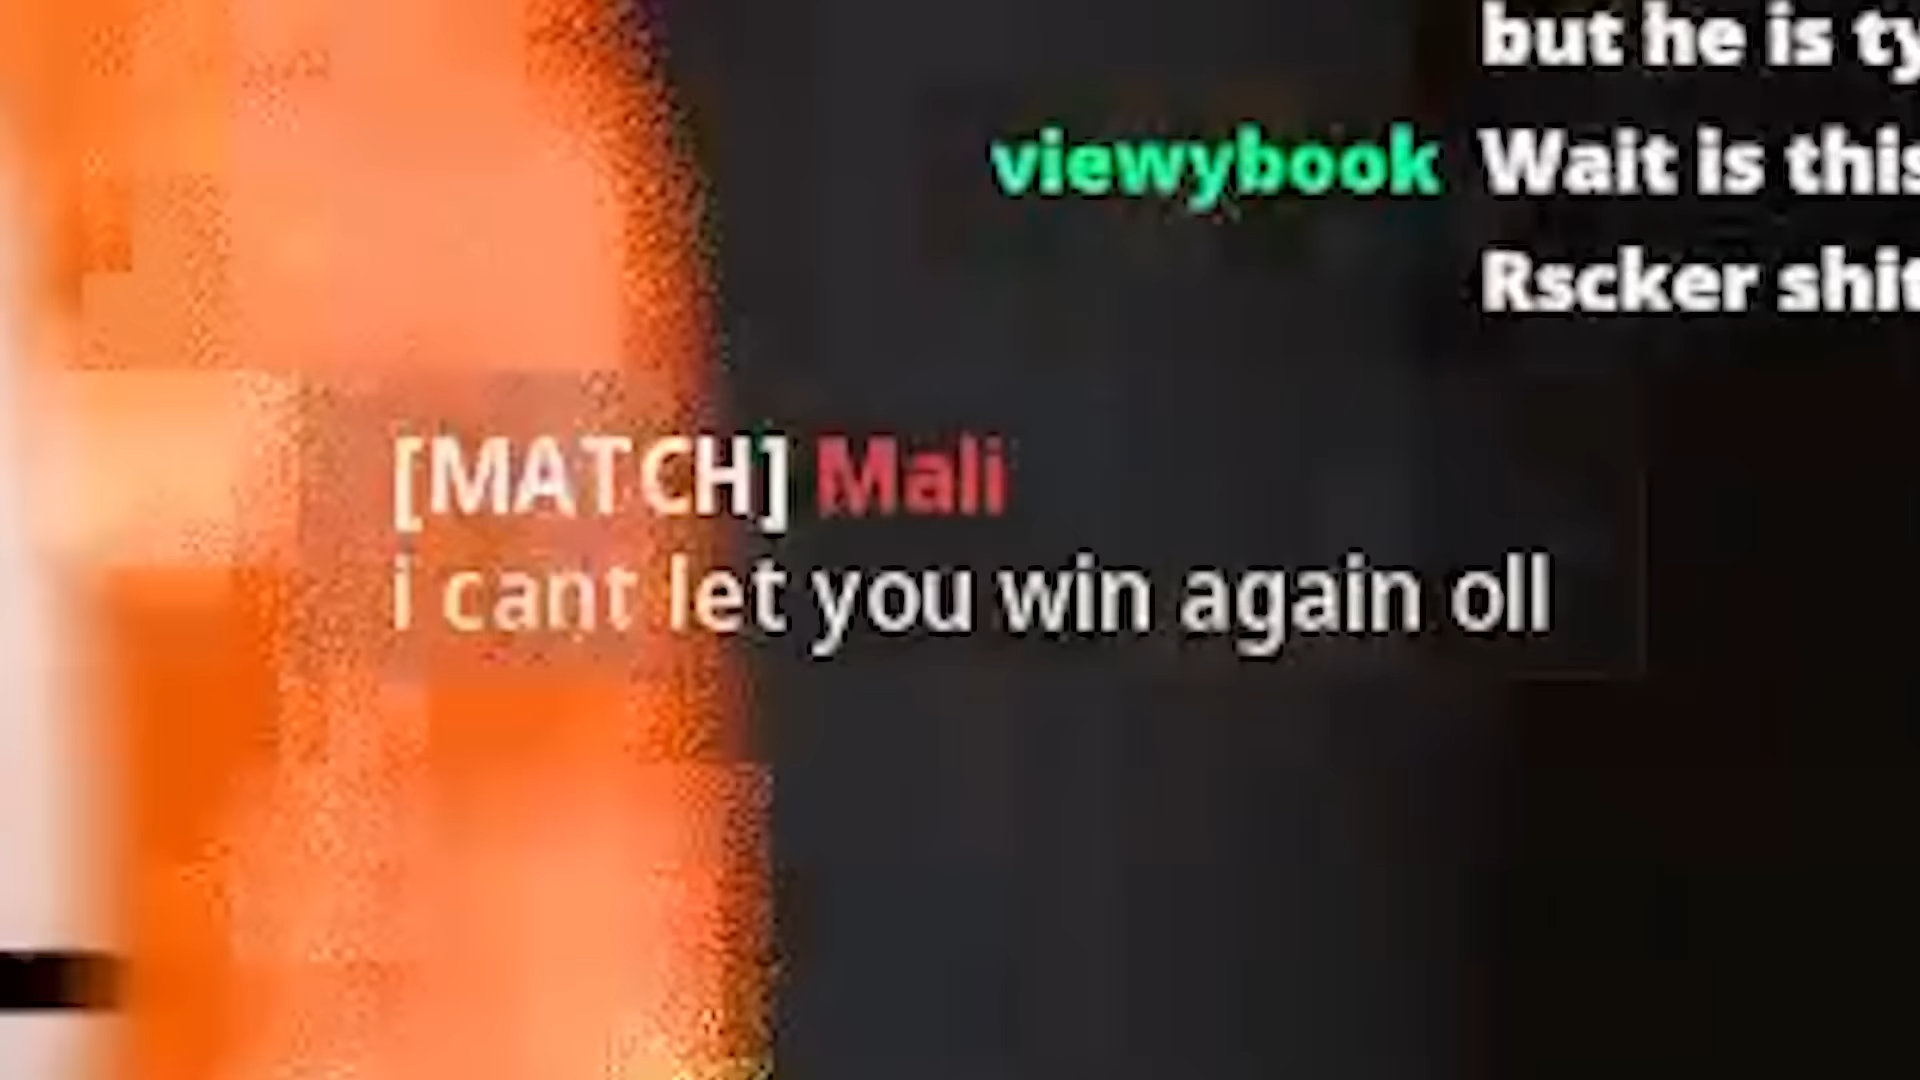 but he is ty
viewybook Wait is this
Rscker shit
[MATCH] Mali
i cant let you win again oll